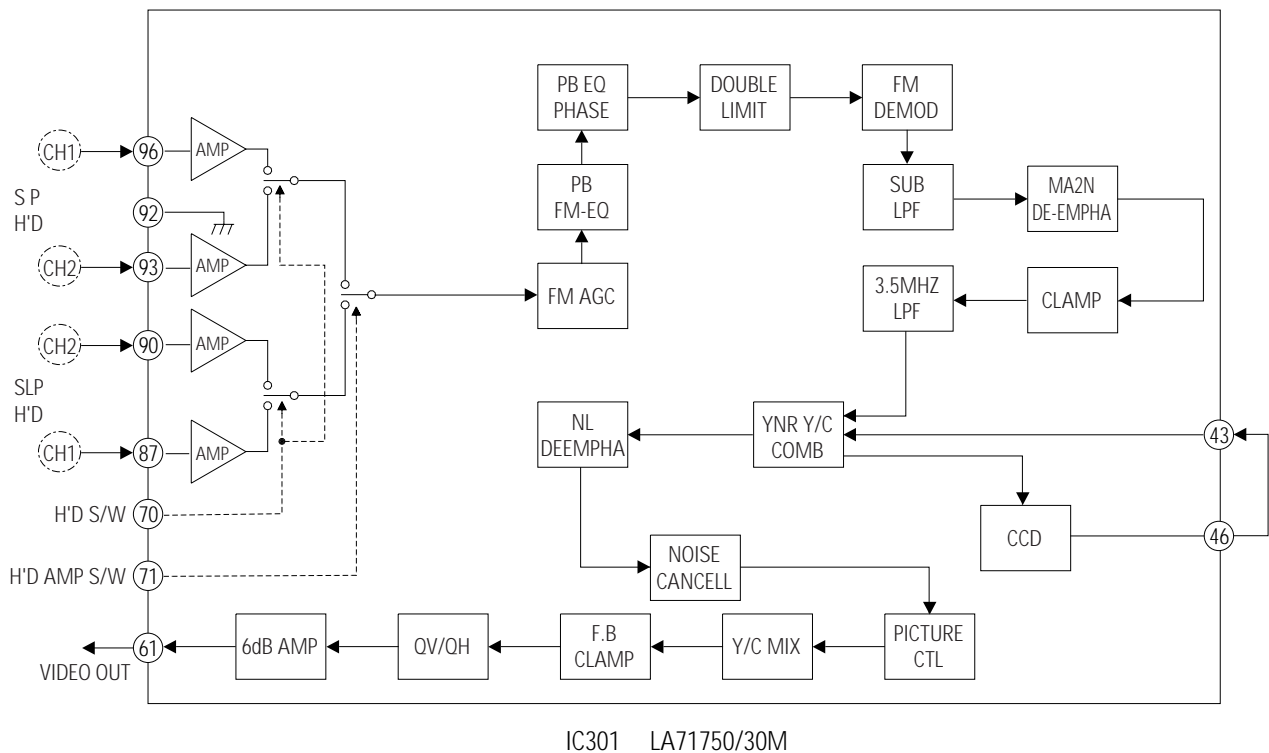 PB EQ
PHASE
DOUBLE
LIMIT
FM
DEMOD
CH1
96
AMP
S P
H'D
92
PB
FM-EQ
SUB
LPF
MA2N
DE-EMPHA
CH2
93
AMP
FM AGC
3.5MHZ
LPF
CLAMP
CH2
90
AMP
SLP
H'D
CH1
87
AMP
NL
DEEMPHA
YNR Y/C
COMB
43
H'D S/W
70
CCD
46
H'D AMP S/W
71
NOISE
CANCELL
VIDEO OUT
61
6dB AMP
QV/QH
F.B
CLAMP
Y/C MIX
PICTURE
CTL
IC301 LA71750/30M